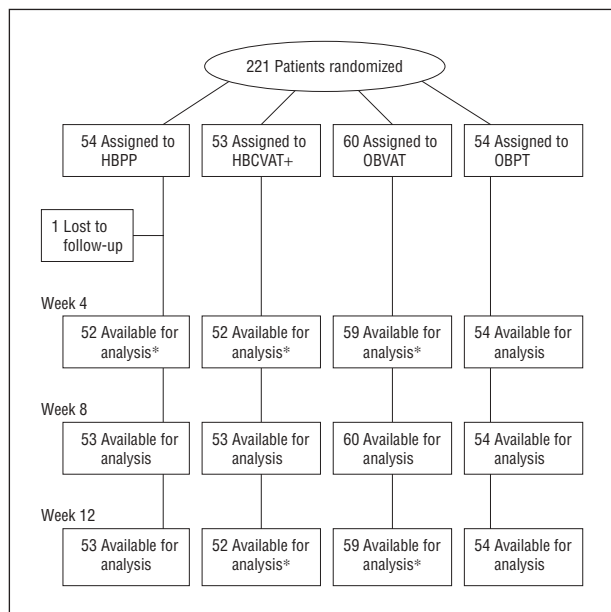 221 Patients randomized
54 Assigned to
HBPP
53 Assigned to
HBCVAT+
60 Assigned to
OBVAT
54 Assigned to
OBPT
1 Lost to
follow-up
Week 4
52 Available for
analysis*
52 Available for
analysis*
59 Available for
analysis*
54 Available for
analysis
Week 8
53 Available for
analysis
53 Available for
analysis
60 Available for
analysis
54 Available for
analysis
Week 12
53 Available for
analysis
52 Available for
analysis*
59 Available for
analysis*
54 Available for
analysis